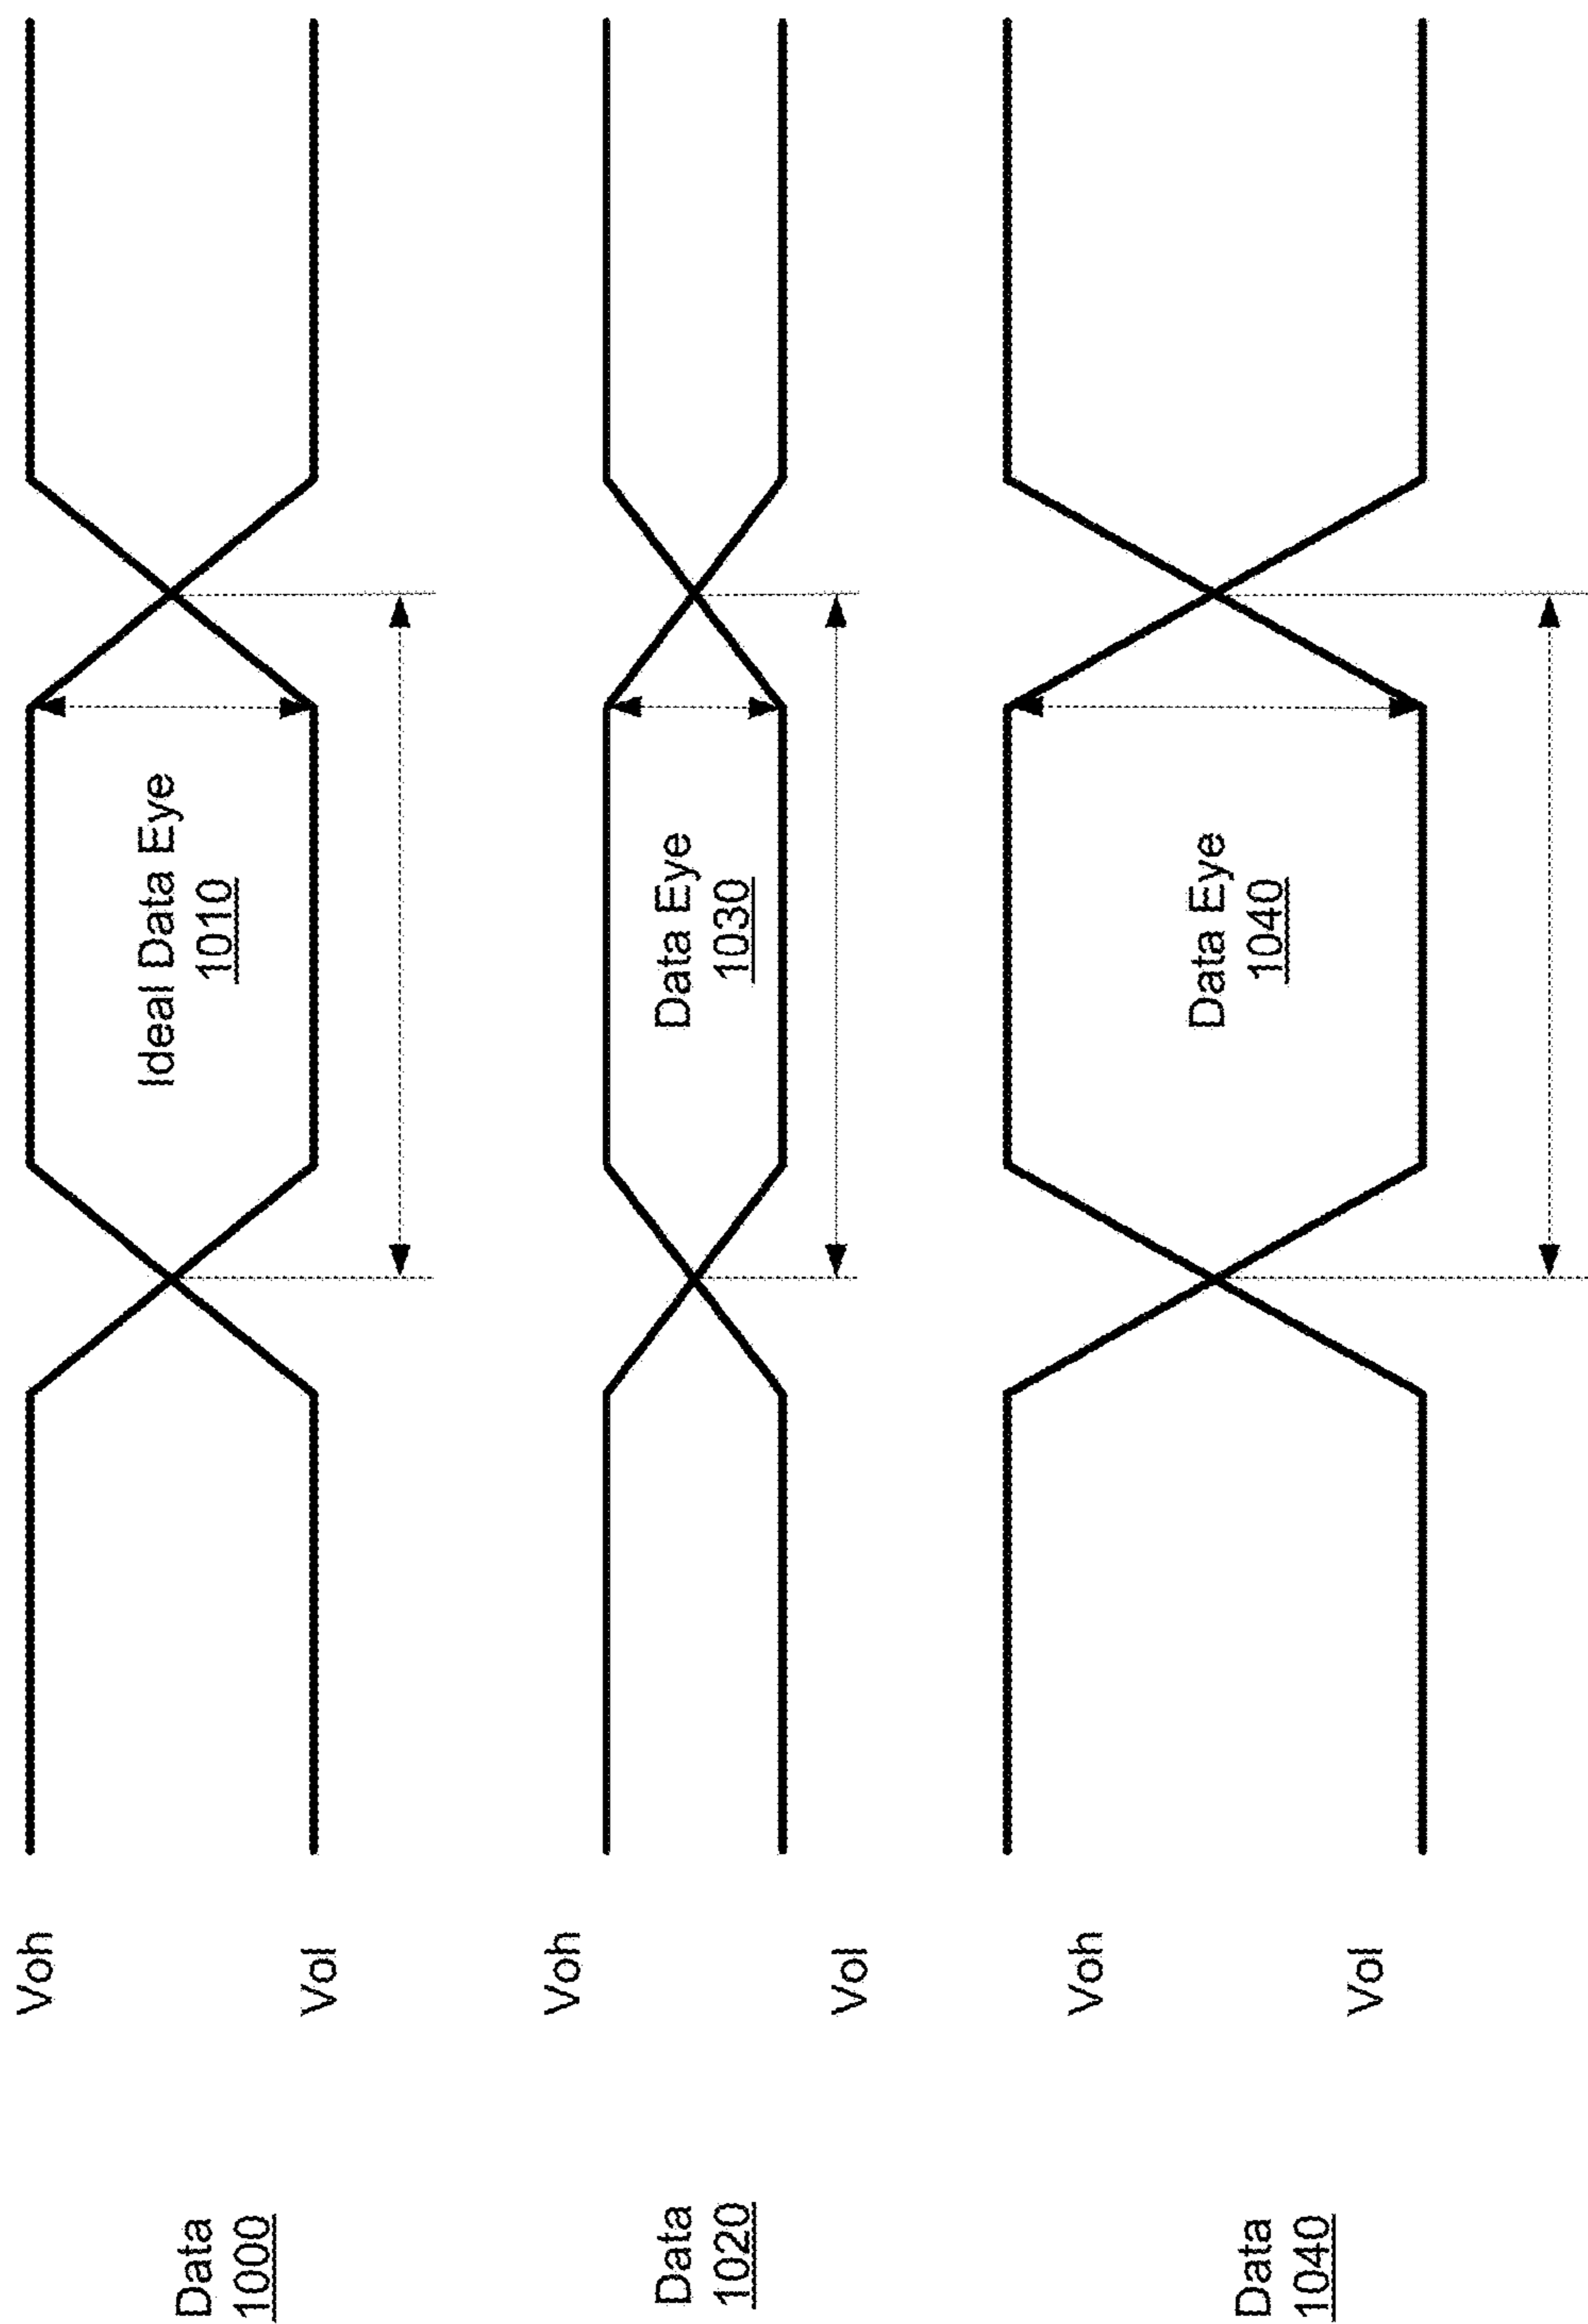 Data
1000
Voh
Vol
Ideal Data Eye
1010
Data
1020
Voh
Vol
Data Eye
1030
Data
1040
Voh
Vol
Data Eye
1040